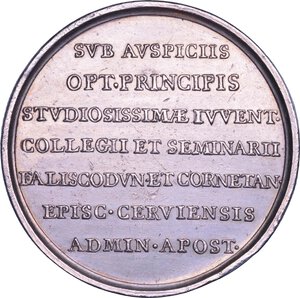 SVB AVSPICIIS
OPT·PRINCIPIS
STVDIOSISSIMÆ IVVENT·
COLLEGII ET SEMINARII
FALISCODVN·ET CORNETAN·
EPISC·CERVIENSIS
ADMIN·APOST·